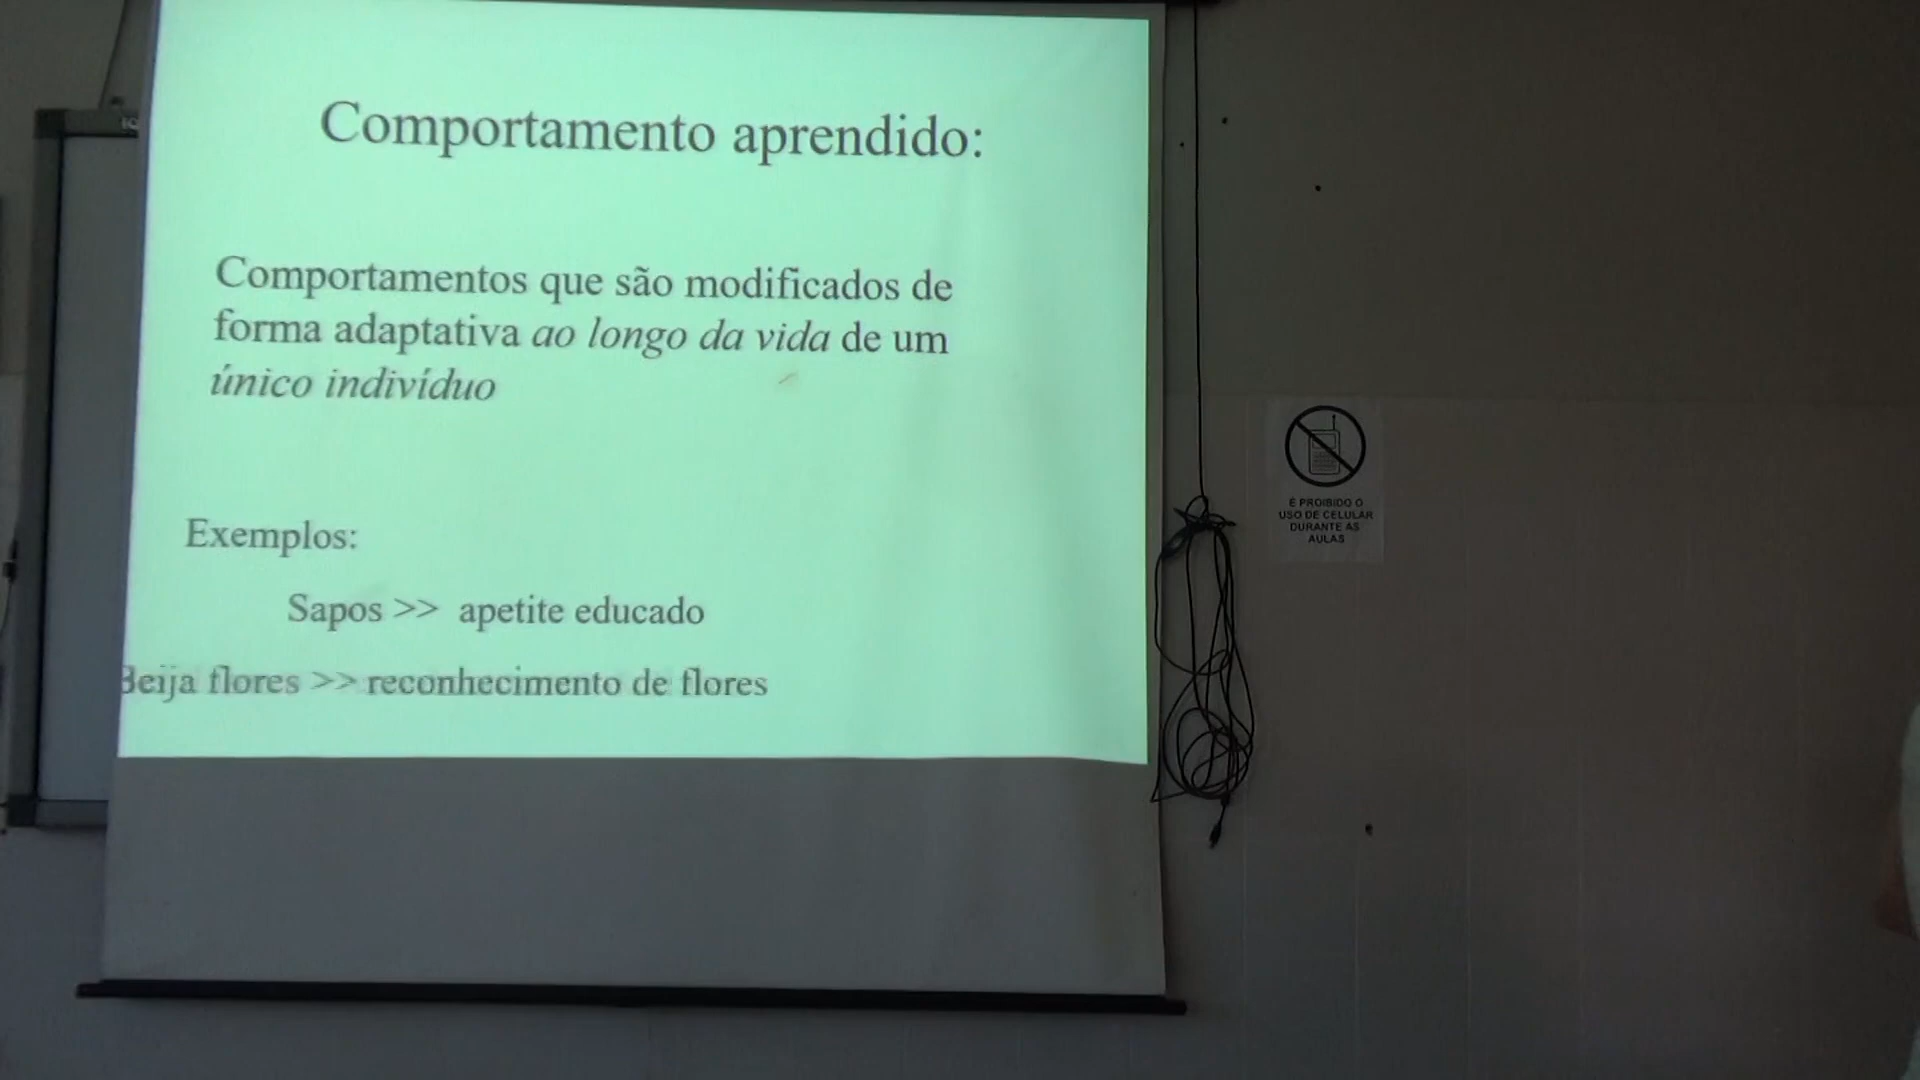 Comportamento aprendido:
Comportamentos que são modificados de
forma adaptativa ao longo da vida de um
único indivíduo
Exemplos:
Sapos >> apetite educado
Beija flores >> reconhecimento de flores
É PROIBIDO O
USO DE CELULAR
DURANTE AS
AULAS